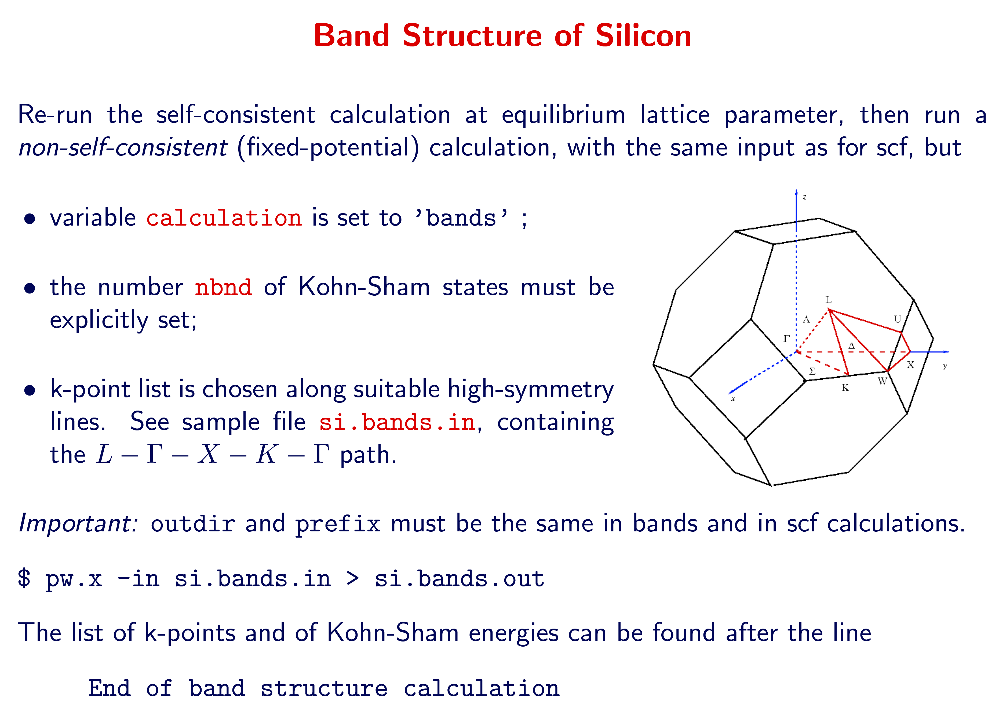 Band Structure of Silicon
Re-run the self-consistent calculation at equilibrium lattice parameter, then run a
non-self-consistent (fixed-potential) calculation, with the same input as for scf, but
• variable calculation is set to ’bands’ ;
• the number nbnd of Kohn-Sham states must be
explicitly set;
• k-point list is chosen along suitable high-symmetry
lines. See sample file si.bands.in, containing
the L − Γ − X − K − Γ path.
z
L
Λ
U
Γ
Δ
Σ
X
y
W
K
x
Important: outdir and prefix must be the same in bands and in scf calculations.
$ pw.x -in si.bands.in > si.bands.out
The list of k-points and of Kohn-Sham energies can be found after the line
End of band structure calculation